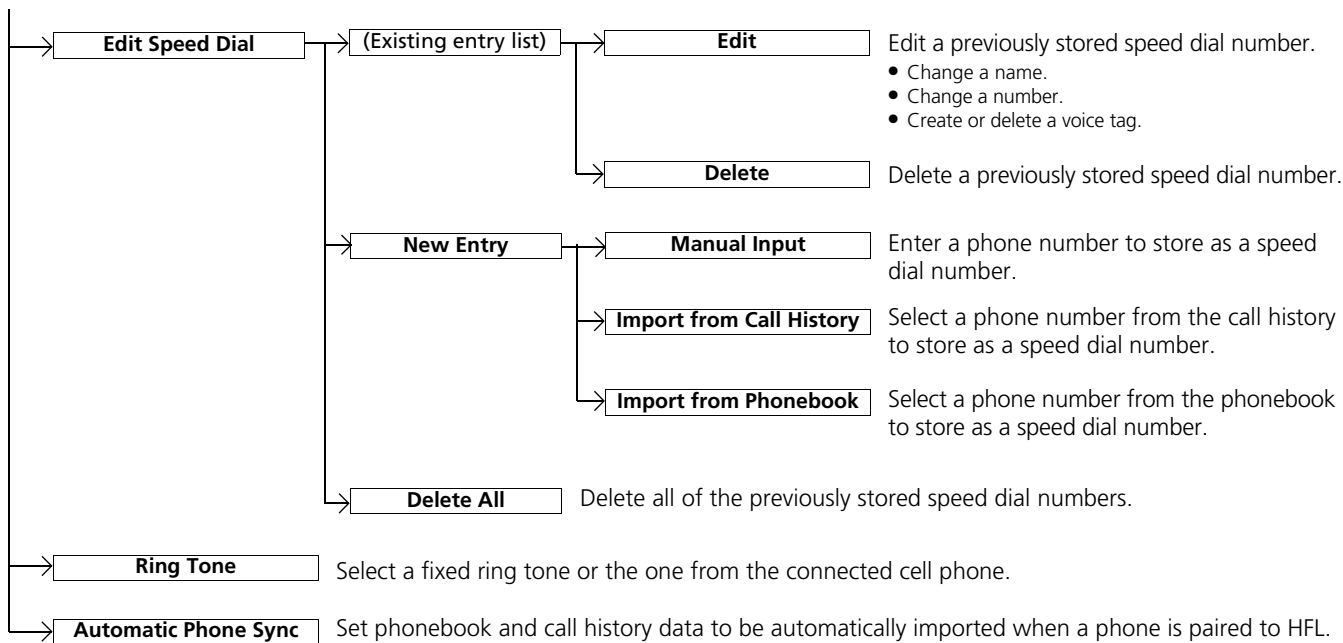 Edit Speed Dial
(Existing entry list)
Edit
Edit a previously stored speed dial number.
• Change a name.
• Change a number.
• Create or delete a voice tag.
Delete
Delete a previously stored speed dial number.
New Entry
Manual Input
Enter a phone number to store as a speed
dial number.
Import from Call History
Select a phone number from the call history
to store as a speed dial number.
Import from Phonebook
Select a phone number from the phonebook
to store as a speed dial number.
Delete All
Delete all of the previously stored speed dial numbers.
Ring Tone
Select a fixed ring tone or the one from the connected cell phone.
Automatic Phone Sync
Set phonebook and call history data to be automatically imported when a phone is paired to HFL.